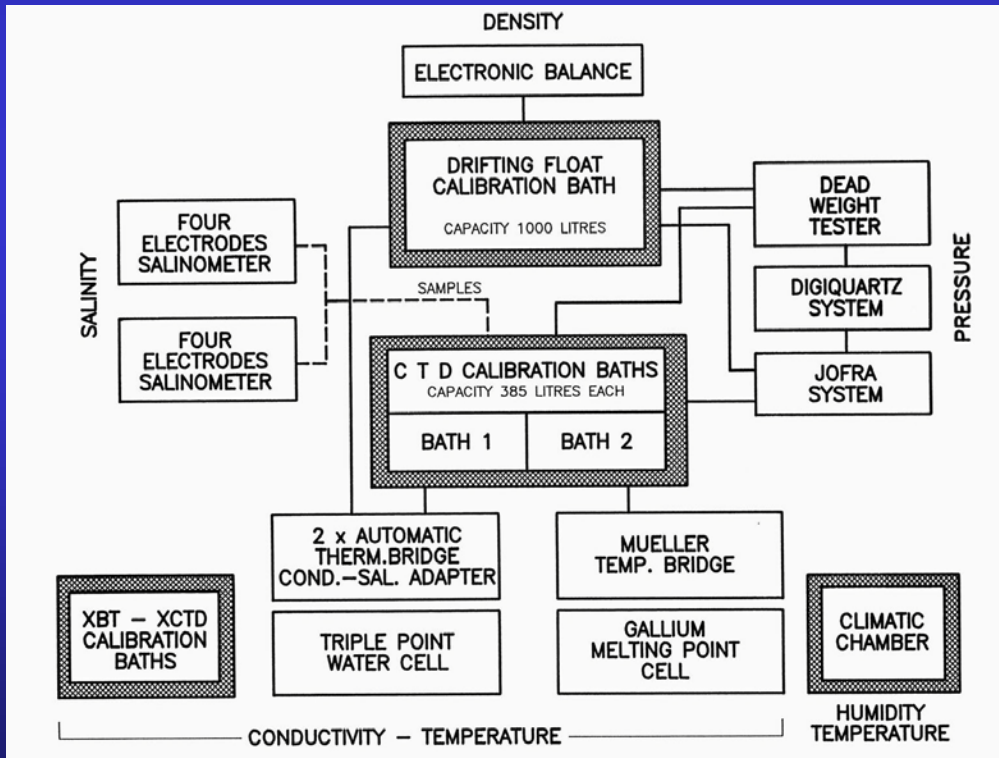 DENSITY
ELECTRONIC BALANCE
DRIFTING FLOAT
CALIBRATION BATH
CAPACITY 1000 LITRES
DEAD
WEIGHT
TESTER
DIGIQUARTZ
SYSTEM
JOFRA
SYSTEM
PRESSURE
SALINITY
FOUR
ELECTRODES
SALINOMETER
FOUR
ELECTRODES
SALINOMETER
SAMPLES
C T D CALIBRATION BATHS
CAPACITY 385 LITRES EACH
BATH 1
BATH 2
2 x AUTOMATIC
THERM.BRIDGE
COND.-SAL. ADAPTER
MUELLER
TEMP. BRIDGE
XBT - XCTD
CALIBRATION
BATHS
TRIPLE POINT
WATER CELL
GALLIUM
MELTING POINT
CELL
CLIMATIC
CHAMBER
CONDUCTIVITY - TEMPERATURE
HUMIDITY
TEMPERATURE